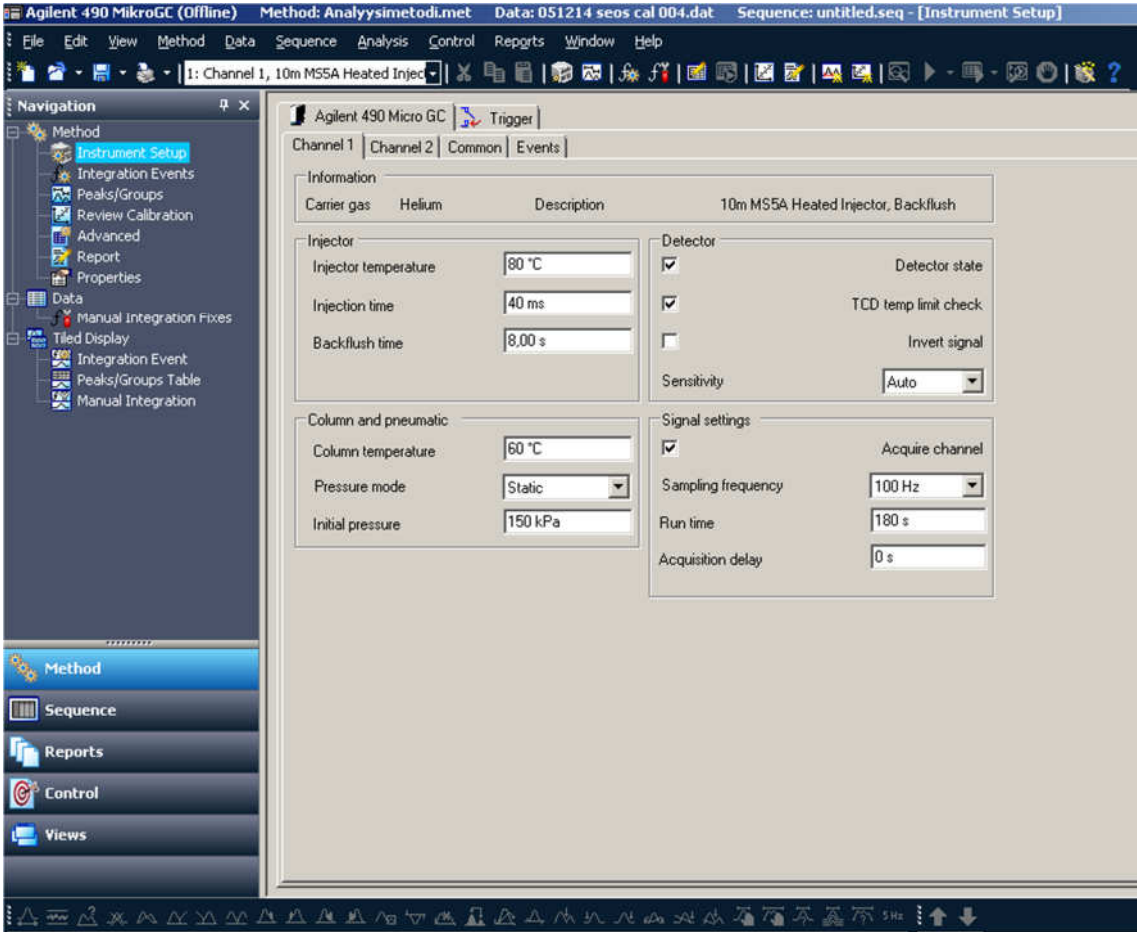 Agilent 490 MikroGC (Offline) Method: Analyysimetodi.met Data: 051214 seos cal 004.dat Sequence: untitled.seq - [Instrument Setup]
File Edit View Method Data Sequence Analysis Control Reports Window Help
1: Channel 1, 10m MS5A Heated Injec
Navigation
Method
Instrument Setup
Integration Events
Peaks/Groups
Review Calibration
Advanced
Report
Properties
Data
Manual Integration Fixes
Tiled Display
Integration Event
Peaks/Groups Table
Manual Integration
Method
Sequence
Reports
Control
Views
Agilent 490 Micro GC Trigger
Channel 1 Channel 2 Common Events
Information
Carrier gas Helium Description 10m MS5A Heated Injector, Backflush
Injector
Injector temperature 80 °C
Injection time 40 ms
Backflush time 8,00 s
Detector
Detector state
TCD temp limit check
Invert signal
Sensitivity Auto
Column and pneumatic
Column temperature 60 °C
Pressure mode Static
Initial pressure 150 kPa
Signal settings
Acquire channel
Sampling frequency 100 Hz
Run time 180 s
Acquisition delay 0 s
5 Hz